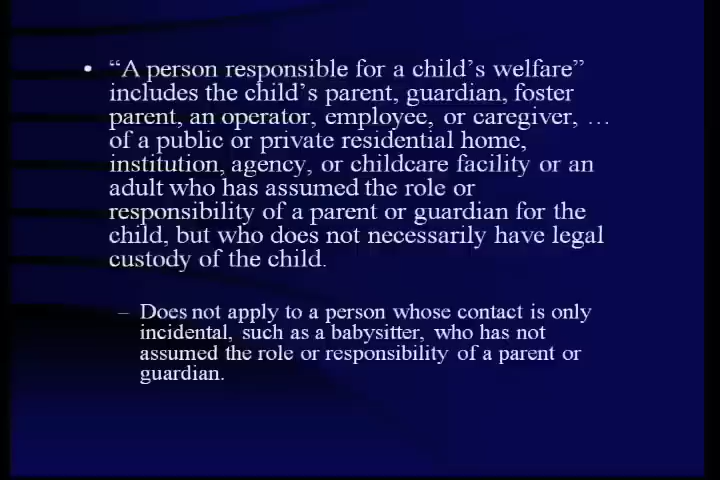 • “A person responsible for a child’s welfare”
includes the child’s parent, guardian, foster
parent, an operator, employee, or caregiver, …
of a public or private residential home,
institution, agency, or childcare facility or an
adult who has assumed the role or
responsibility of a parent or guardian for the
child, but who does not necessarily have legal
custody of the child.
– Does not apply to a person whose contact is only
incidental, such as a babysitter, who has not
assumed the role or responsibility of a parent or
guardian.